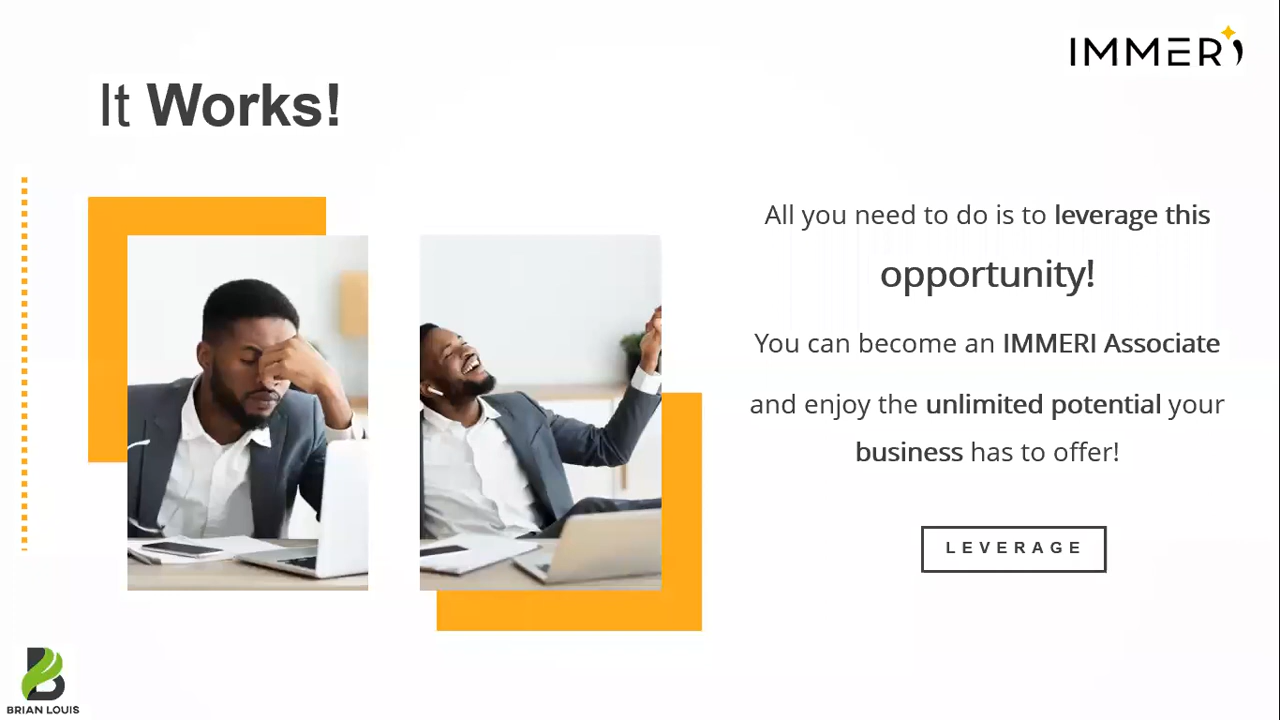 IMMERI
It Works!
All you need to do is to leverage this
opportunity!
You can become an IMMERI Associate
and enjoy the unlimited potential your
business has to offer!
LEVERAGE
BRIAN LOUIS